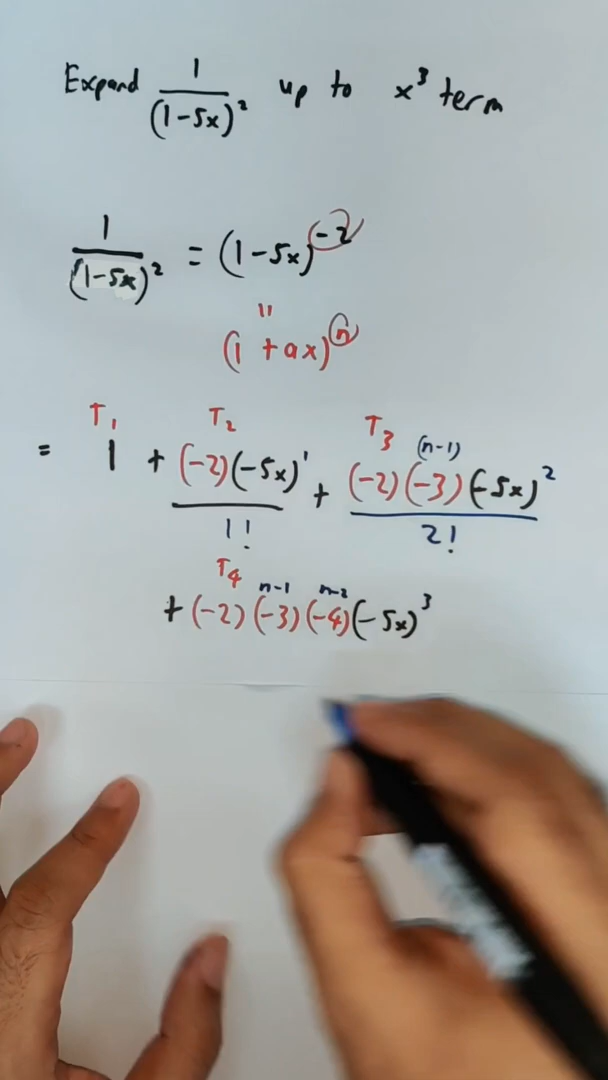 Expand 1/(1-5x)² up to x³ term
1/(1-5x)² = (1-5x)⁻²
"
(1 + ax)ⁿ
T₁ T₂ T₃ (n-1)
= 1 + (-2)(-5x)¹/1! + (-2)(-3)(-5x)²/2!
T₄ n-1 n-2
+ (-2)(-3)(-4)(-5x)³